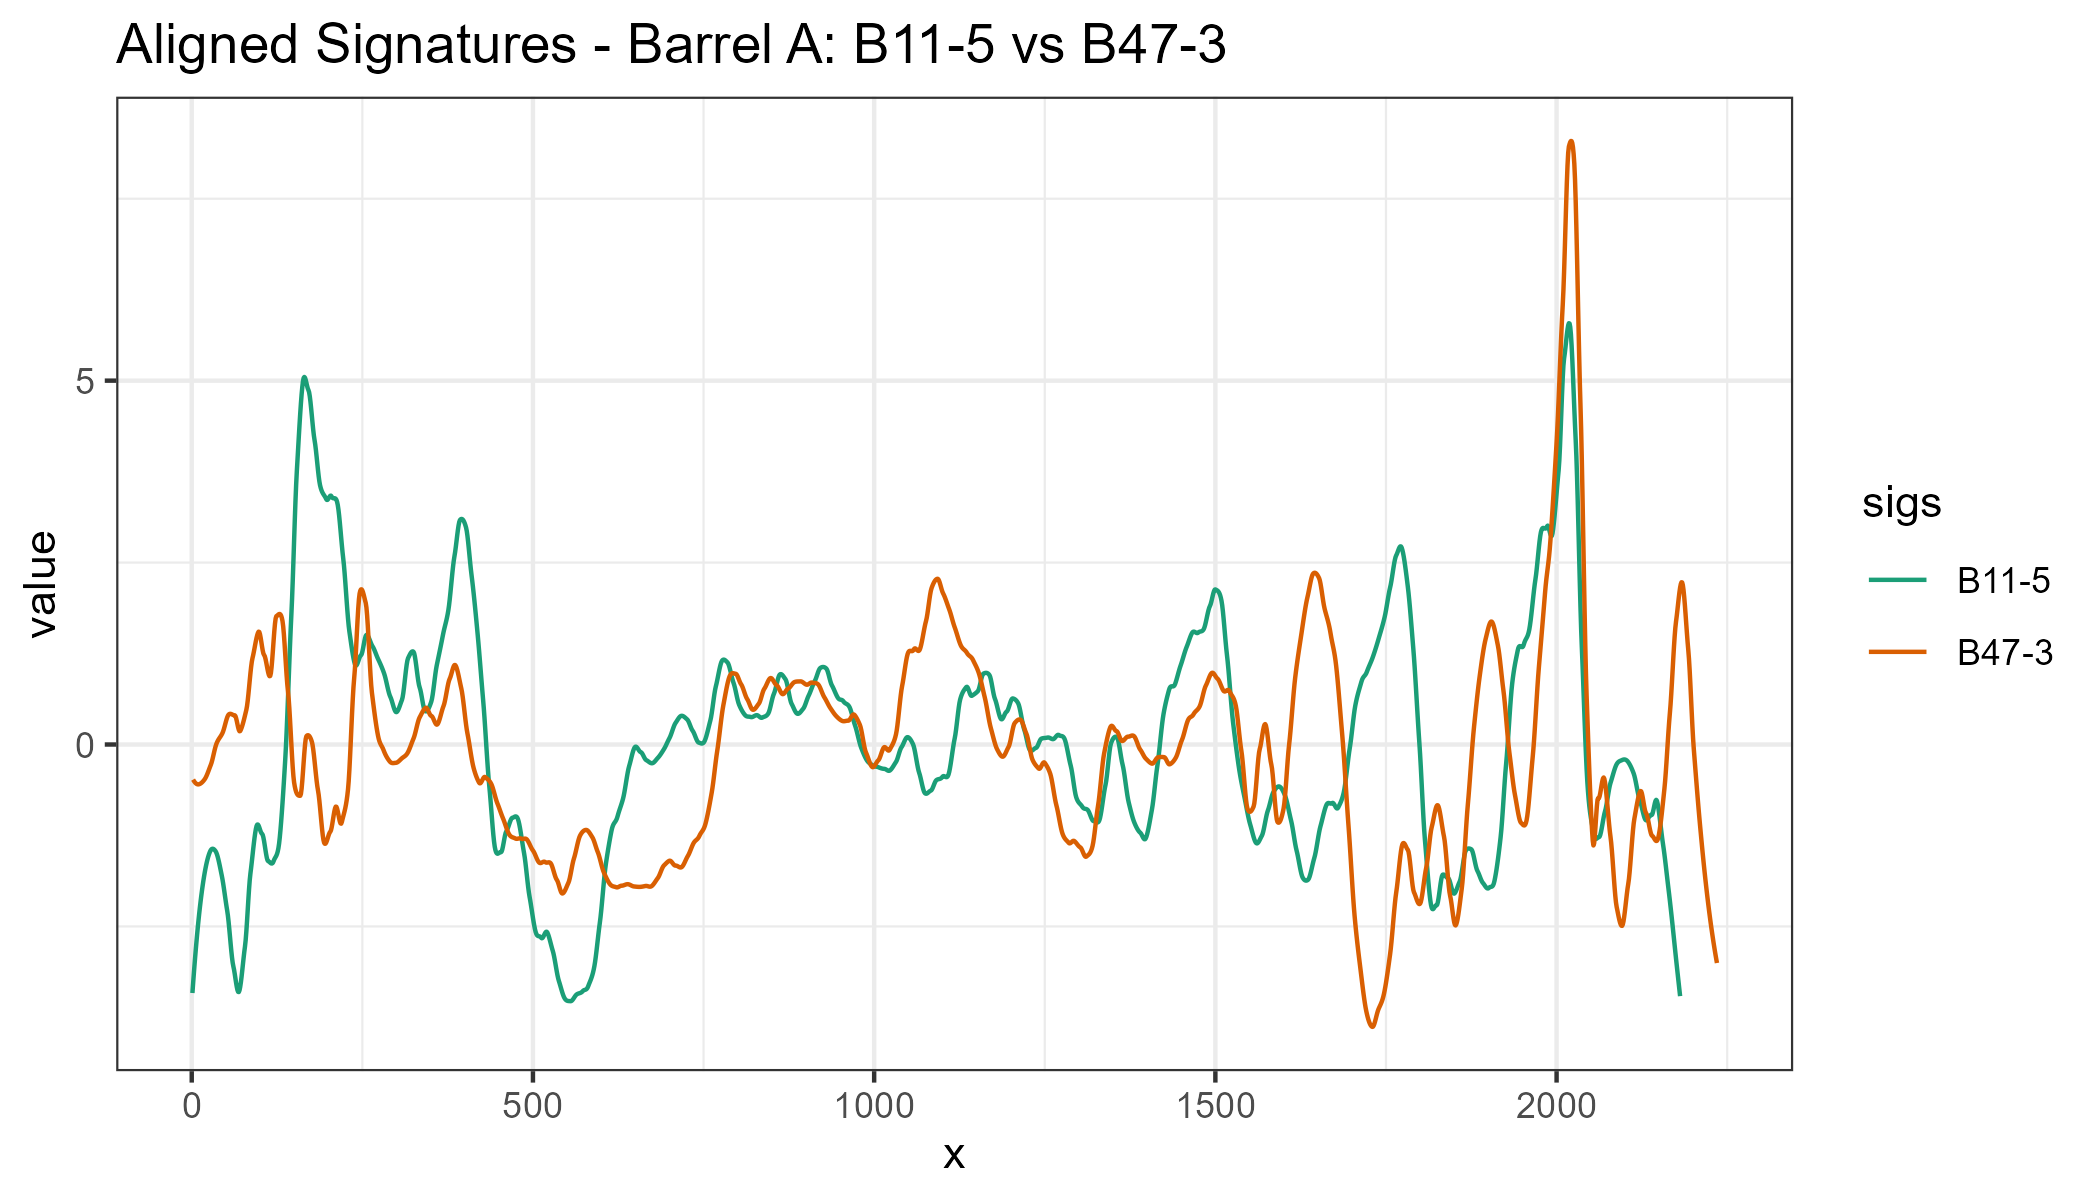 Aligned Signatures - Barrel A: B11-5 vs B47-3
value
5
0
0
500
1000
1500
2000
x
sigs
B11-5
B47-3